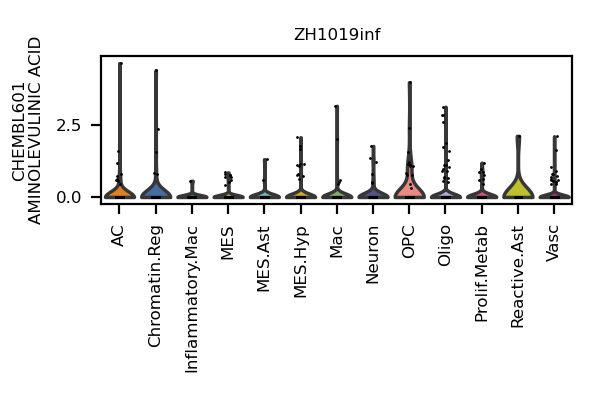 ZH1019inf
CHEMBL601
AMINOLEVULINIC ACID
2.5
0.0
AC
Chromatin.Reg
Inflammatory.Mac
MES
MES.Ast
MES.Hyp
Mac
Neuron
OPC
Oligo
Prolif.Metab
Reactive.Ast
Vasc